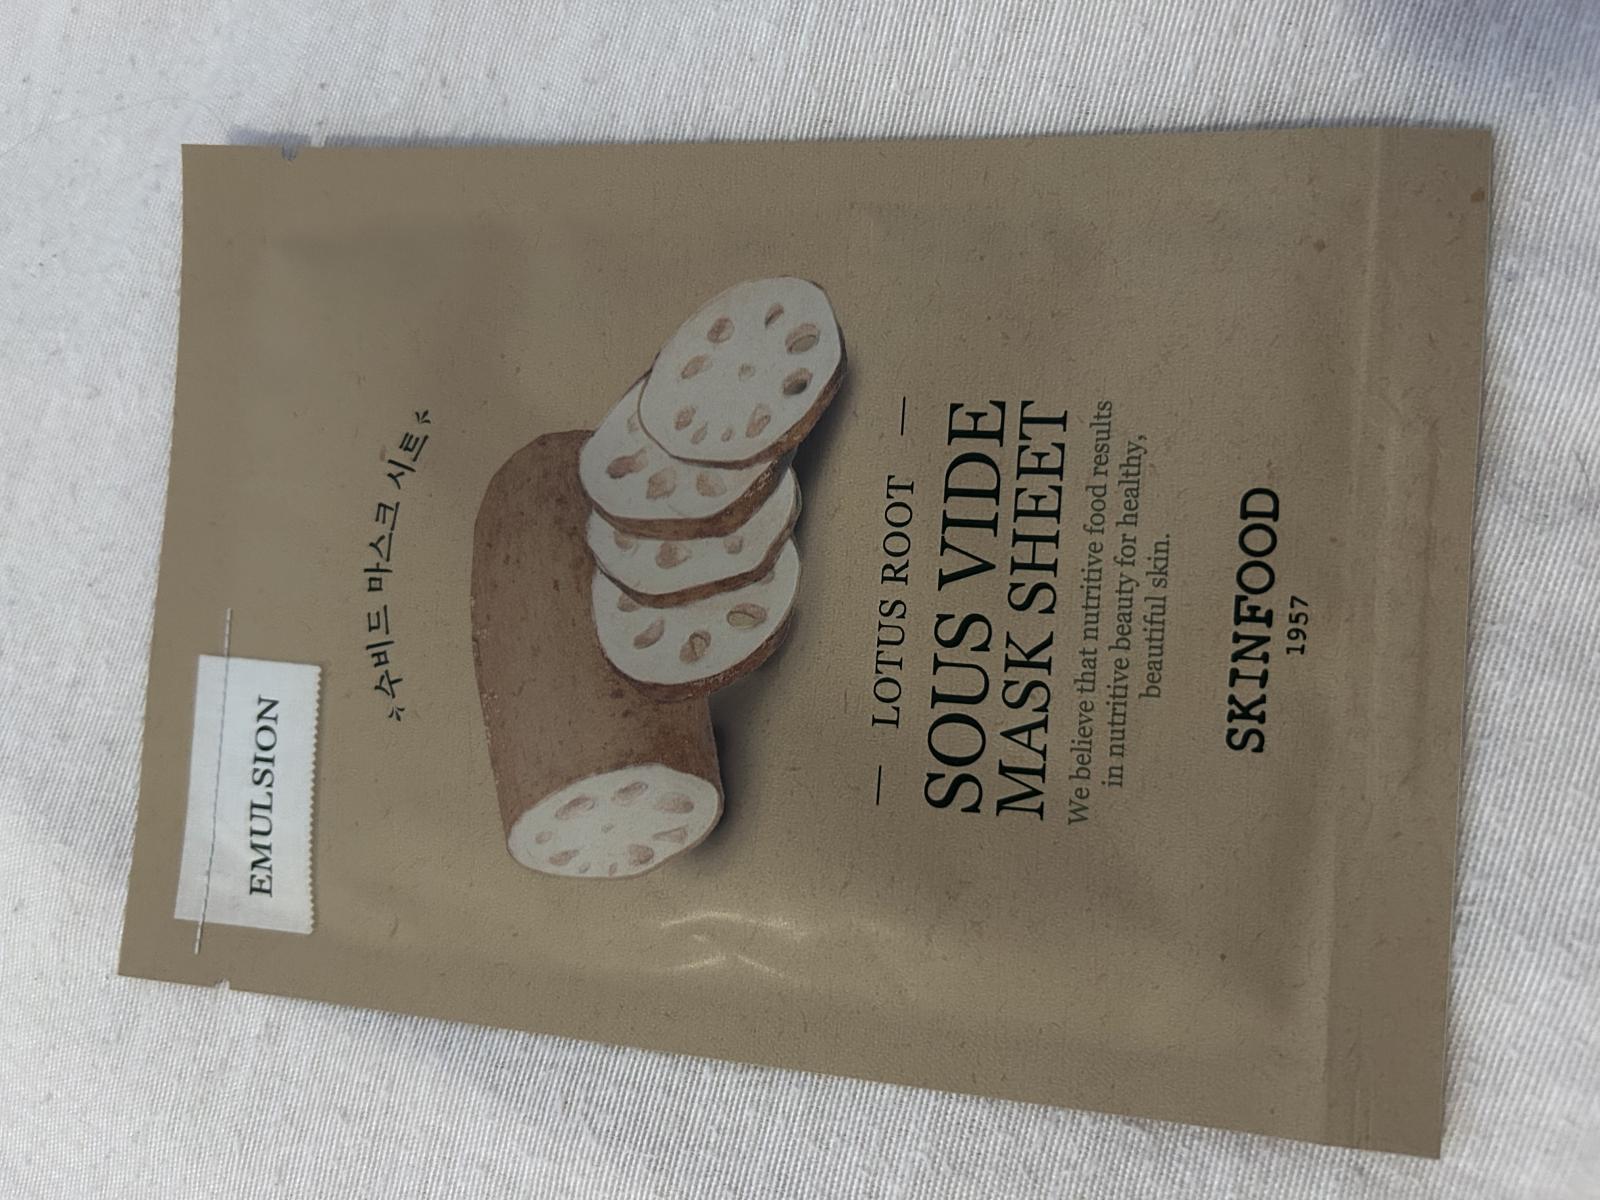 EMULSION
수비드 마스크 시트
LOTUS ROOT
SOUS VIDE
MASK SHEET
We believe that nutritive food results
in nutritive beauty for healthy,
beautiful skin.
SKINFOOD
1957